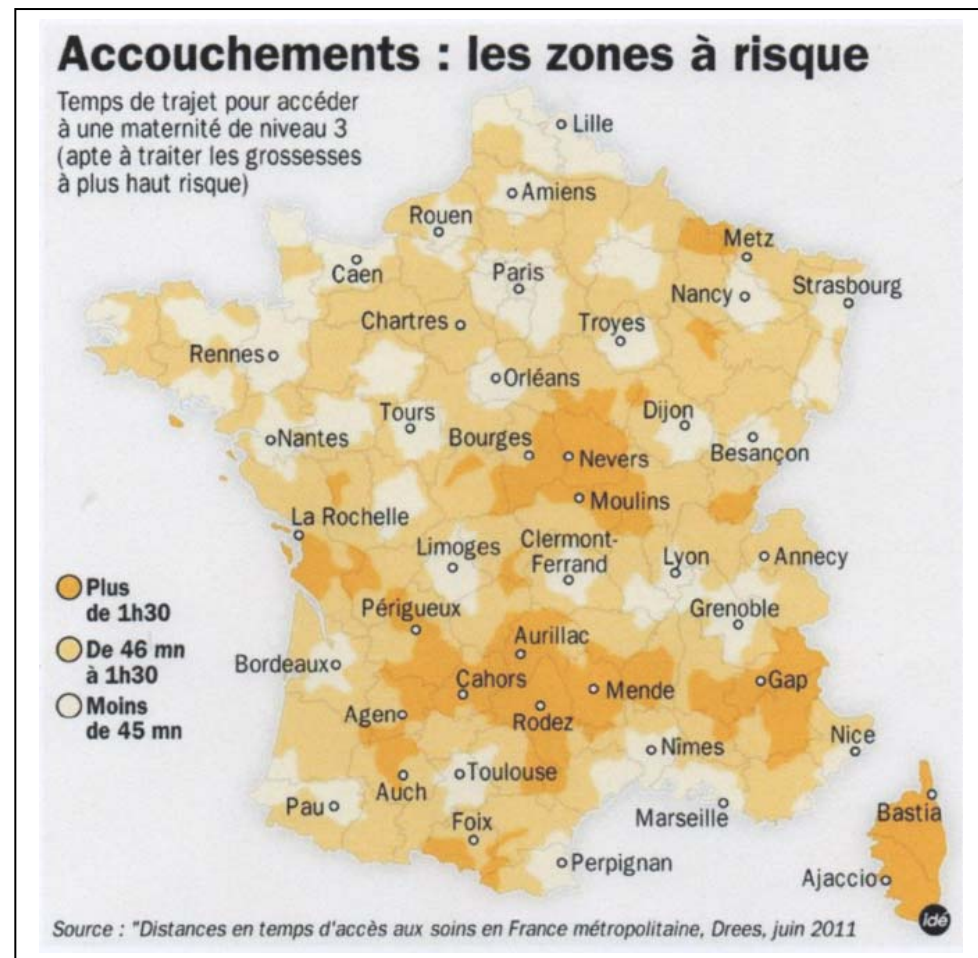 Accouchements : les zones à risque
Temps de trajet pour accéder
à une maternité de niveau 3
(apte à traiter les grossesses
à plus haut risque)
Lille
Amiens
Rouen
Metz
Caen
Paris
Nancy
Strasbourg
Chartres
Troyes
Rennes
Orléans
Tours
Dijon
Nantes
Bourges
Nevers
Besançon
Moulins
La Rochelle
Limoges
Clermont-
Ferrand
Lyon
Annecy
Plus
de 1h30
Périgueux
Grenoble
Aurillac
De 46 mn
à 1h30
Bordeaux
Cahors
Mende
Gap
Moins
de 45 mn
Agen
Rodez
Nice
Nîmes
Toulouse
Auch
Pau
Marseille
Bastia
Foix
Perpignan
Ajaccio
Source : "Distances en temps d'accès aux soins en France métropolitaine, Drees, juin 2011
idé